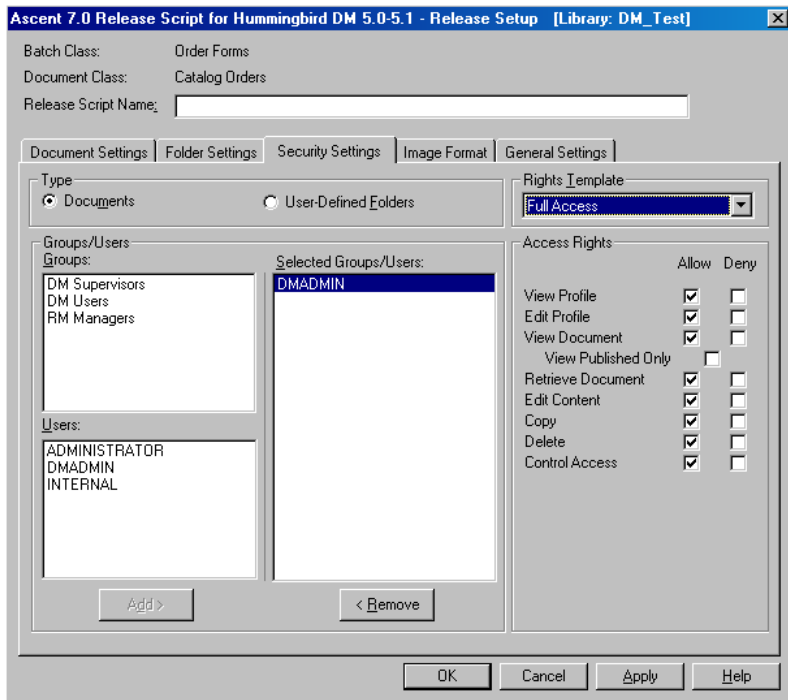 Ascent 7.0 Release Script for Hummingbird DM 5.0-5.1 - Release Setup [Library: DM_Test]
Batch Class: Order Forms
Document Class: Catalog Orders
Release Script Name:
Document Settings Folder Settings Security Settings Image Format General Settings
Type
Documents User-Defined Folders
Rights Template
Full Access
Groups/Users
Groups:
DM Supervisors
DM Users
RM Managers
Users:
ADMINISTRATOR
DMADMIN
INTERNAL
Add >
Selected Groups/Users:
DMADMIN
< Remove
Access Rights
Allow Deny
View Profile
Edit Profile
View Document
View Published Only
Retrieve Document
Edit Content
Copy
Delete
Control Access
OK Cancel Apply Help